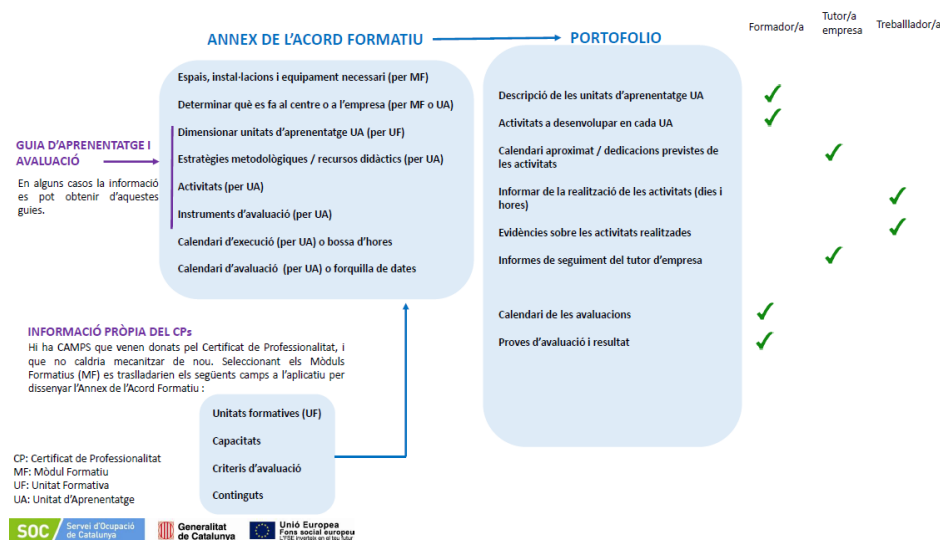 ANNEX DE L'ACORD FORMATIU
PORTOFOLIO
Formador/a
Tutor/a
empresa
Treballlador/a
Espais, instal·lacions i equipament necessari (per MF)
Determinar què es fa al centre o a l'empresa (per MF o UA)
Dimensionar unitats d'aprenentatge UA (per UF)
Estratègies metodològiques / recursos didàctics (per UA)
Activitats (per UA)
Instruments d'avaluació (per UA)
Calendari d'execució (per UA) o bossa d'hores
Calendari d'avaluació (per UA) o forquilla de dates
GUIA D'APRENENTATGE I
AVALUACIÓ
En alguns casos la informació
es pot obtenir d'aquestes
guies.
Descripció de les unitats d'aprenentatge UA
Activitats a desenvolupar en cada UA
Calendari aproximat / dedicacions previstes de
les activitats
Informar de la realització de les activitats (dies i
hores)
Evidències sobre les activitats realitzades
Informes de seguiment del tutor d'empresa
Calendari de les avaluacions
Proves d'avaluació i resultat
INFORMACIÓ PRÒPIA DEL CPs
Hi ha CAMPS que venen donats pel Certificat de Professionalitat, i
que no caldria mecanitzar de nou. Seleccionant els Mòduls
Formatius (MF) es traslladarien els següents camps a l'aplicatiu per
dissenyar l'Annex de l'Acord Formatiu :
Unitats formatives (UF)
Capacitats
Criteris d'avaluació
Continguts
CP: Certificat de Professionalitat
MF: Mòdul Formatiu
UF: Unitat Formativa
UA: Unitat d'Aprenentatge
SOC
Servei d'Ocupació
de Catalunya
Generalitat
de Catalunya
Unió Europea
Fons social europeu
L'FSE inverteix en el teu futur